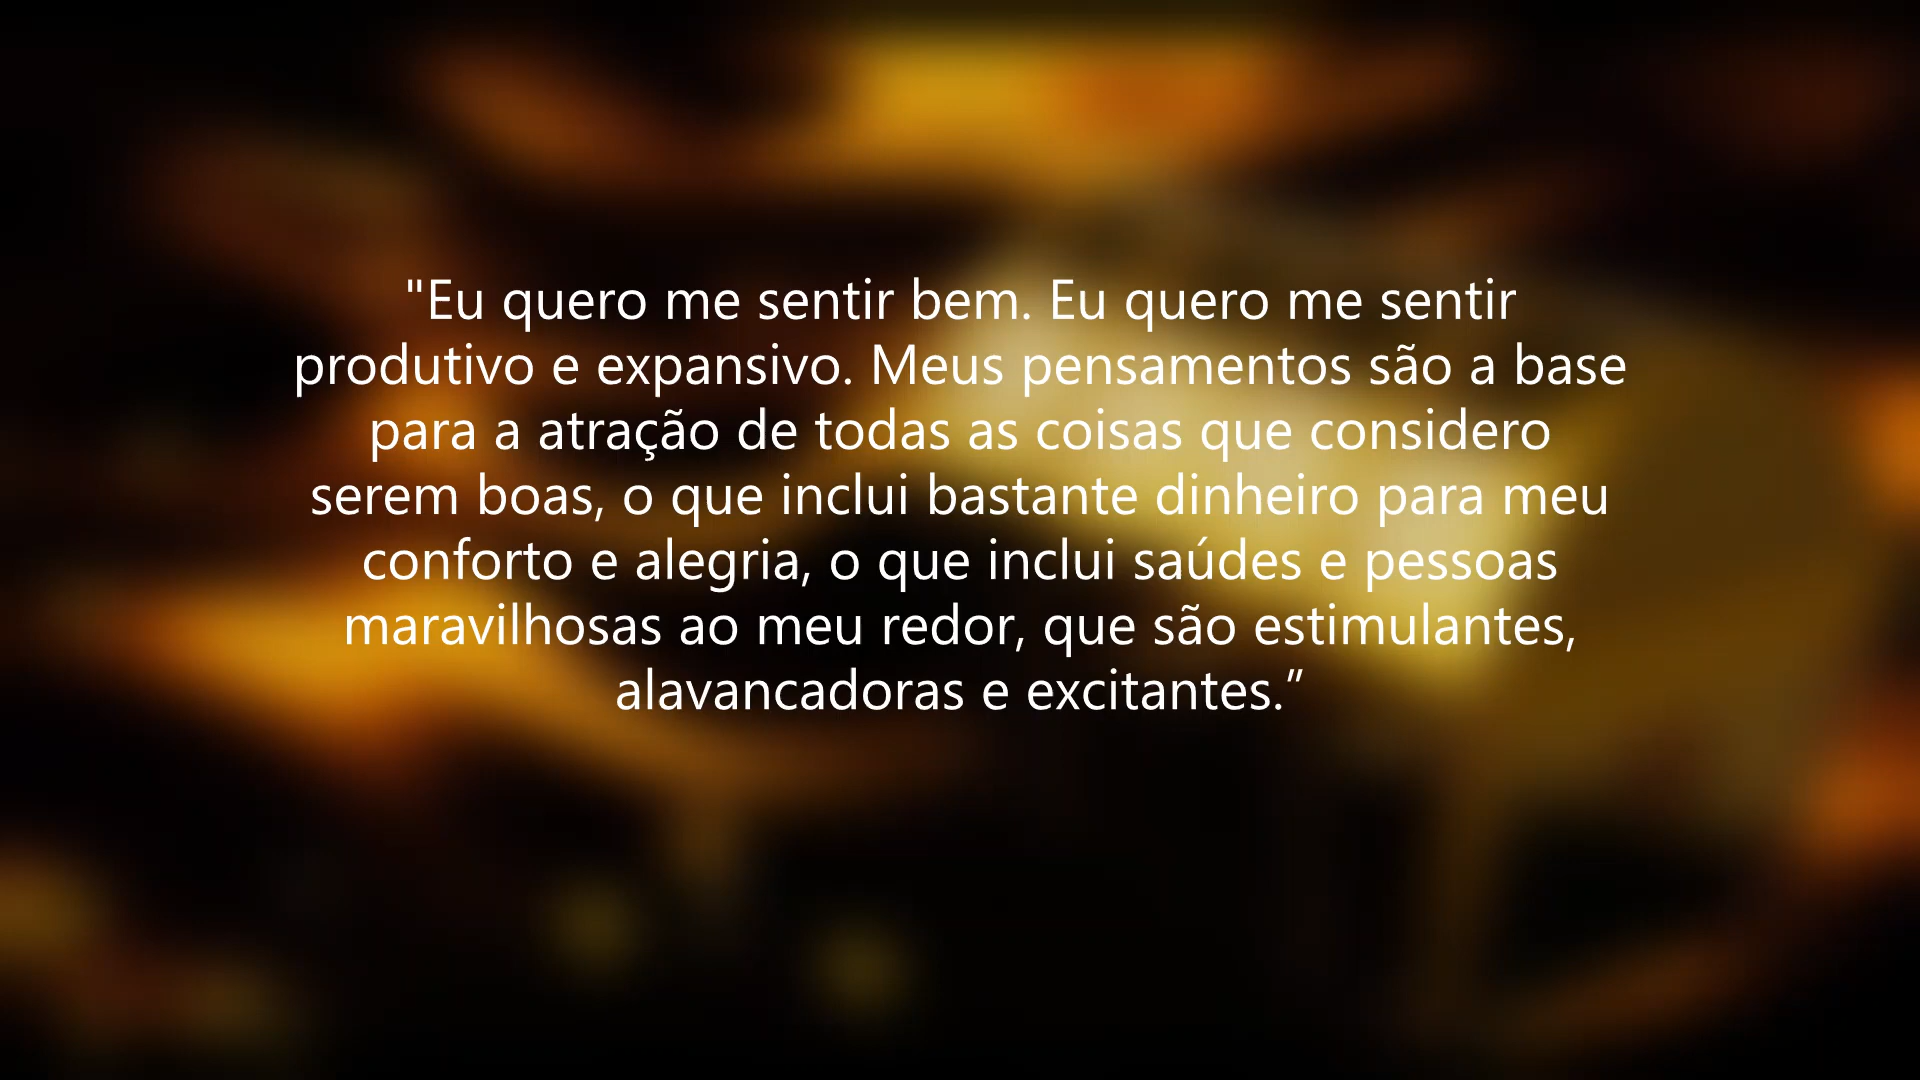 "Eu quero me sentir bem. Eu quero me sentir
produtivo e expansivo. Meus pensamentos são a base
para a atração de todas as coisas que considero
serem boas, o que inclui bastante dinheiro para meu
conforto e alegria, o que inclui saúdes e pessoas
maravilhosas ao meu redor, que são estimulantes,
alavancadoras e excitantes.”